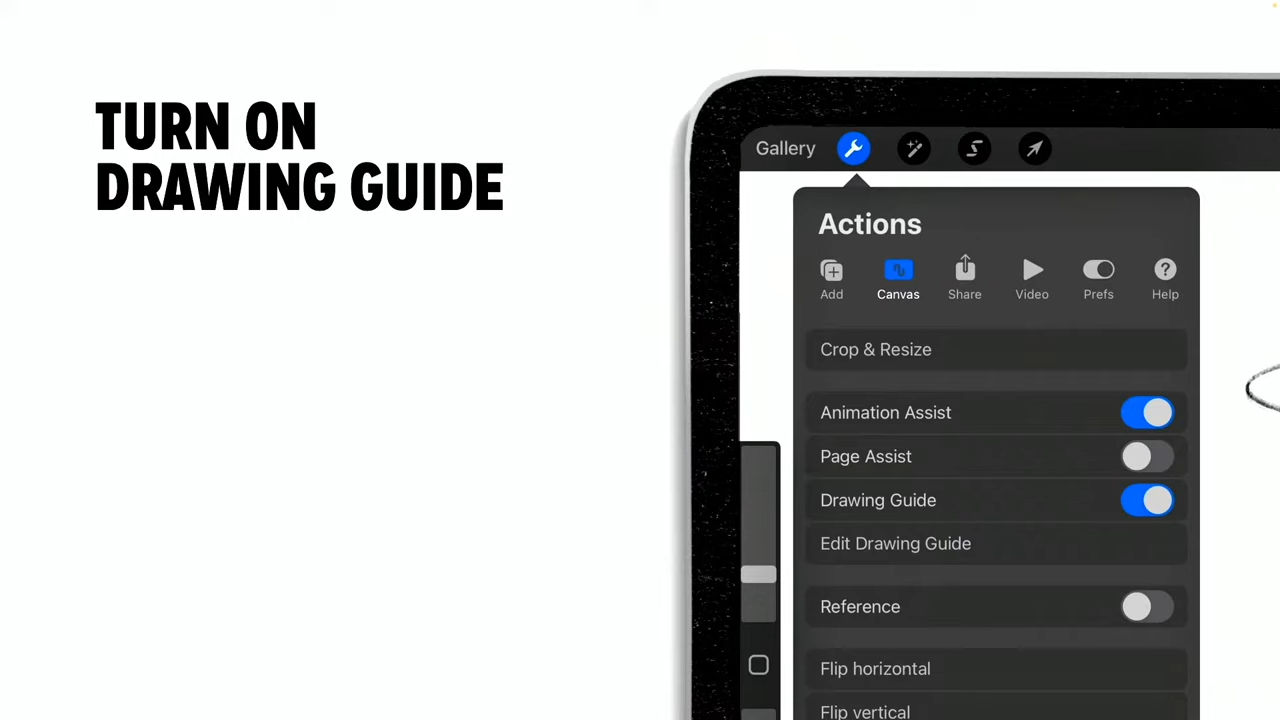 TURN ON
DRAWING GUIDE
Gallery
Actions
Add
Canvas
Share
Video
Prefs
Help
Crop & Resize
Animation Assist
Page Assist
Drawing Guide
Edit Drawing Guide
Reference
Flip horizontal
Flip vertical